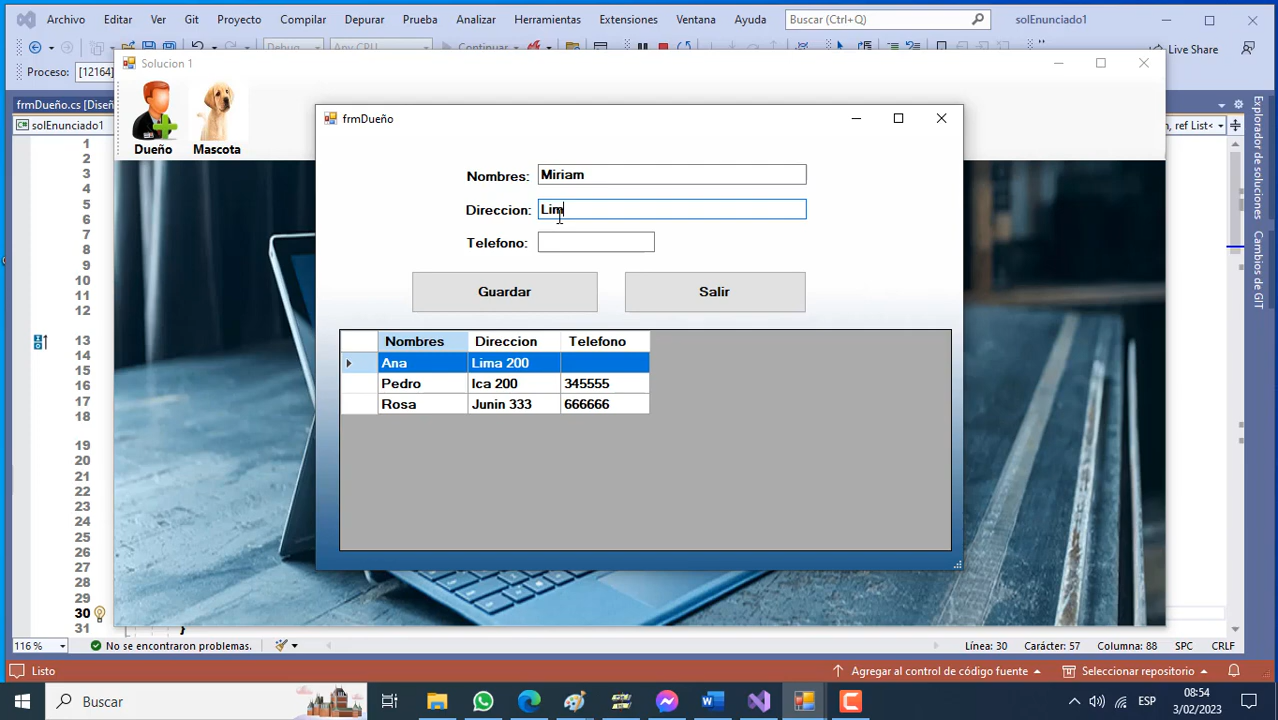 Archivo Editar Ver Git Proyecto Compilar Depurar Prueba Analizar Herramientas Extensiones Ventana Ayuda Buscar (Ctrl+Q) solEnunciado1
Debug Any CPU Continuar Live Share
Proceso: [12164]
Solucion 1
frmDueño.cs [Diseñ
solEnunciado1
n, ref List<
Dueño Mascota
frmDueño
Nombres: Miriam
Direccion: Lim
Telefono:
Guardar Salir
Nombres Direccion Telefono
Ana Lima 200
Pedro Ica 200 345555
Rosa Junin 333 666666
1
2
3
4
5
6
7
8
9
10
11
12
13
14
15
16
17
18
19
20
21
22
23
24
25
26
27
28
29
30
31
}
Explorador de soluciones
Cambios de GIT
116 % No se encontraron problemas. Línea: 30 Carácter: 57 Columna: 88 SPC CRLF
Listo Agregar al control de código fuente Seleccionar repositorio
Buscar ESP 08:54
3/02/2023